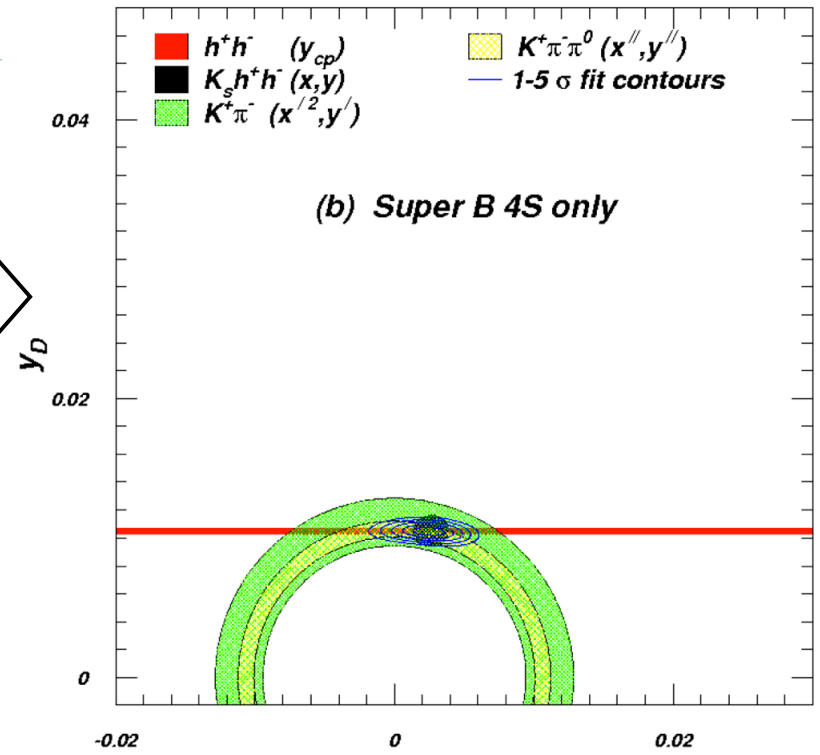 h⁺h⁻ (y_cp)
K_s h⁺h⁻ (x,y)
K⁺π⁻ (x′²,y′)
K⁺π⁻π⁰ (x″,y″)
1-5 σ fit contours
(b) Super B 4S only
y_D
0.04
0.02
0
-0.02
0
0.02